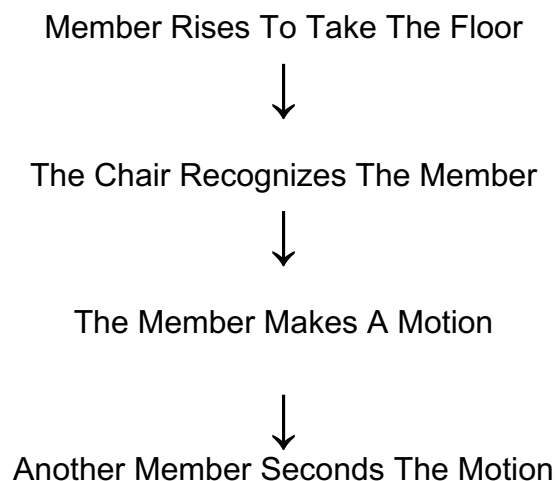 Member Rises To Take The Floor
The Chair Recognizes The Member
The Member Makes A Motion
Another Member Seconds The Motion